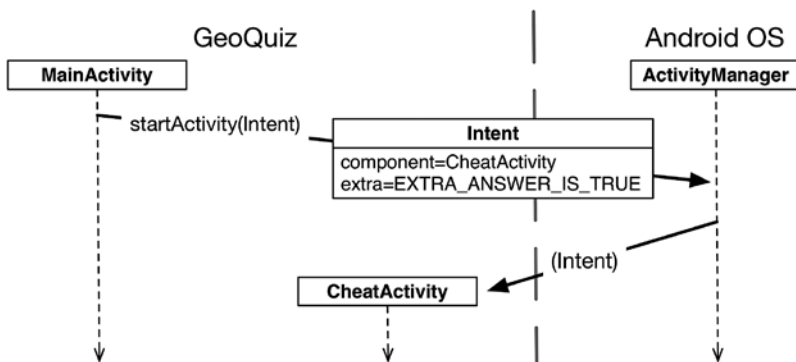 GeoQuiz
Android OS
MainActivity
ActivityManager
startActivity(Intent)
Intent
component=CheatActivity
extra=EXTRA_ANSWER_IS_TRUE
(Intent)
CheatActivity